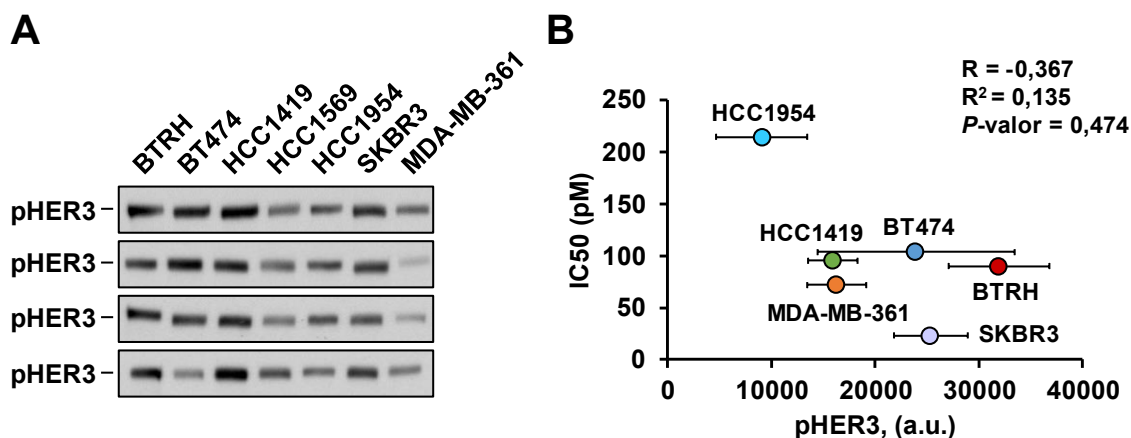 A
BTRH BT474 HCC1419 HCC1569 HCC1954 SKBR3 MDA-MB-361
pHER3
pHER3
pHER3
pHER3
B
R = -0,367
R² = 0,135
P-valor = 0,474
IC50 (pM)
250
200
150
100
50
0
HCC1954
HCC1419
BT474
BTRH
MDA-MB-361
SKBR3
0 10000 20000 30000 40000
pHER3, (a.u.)